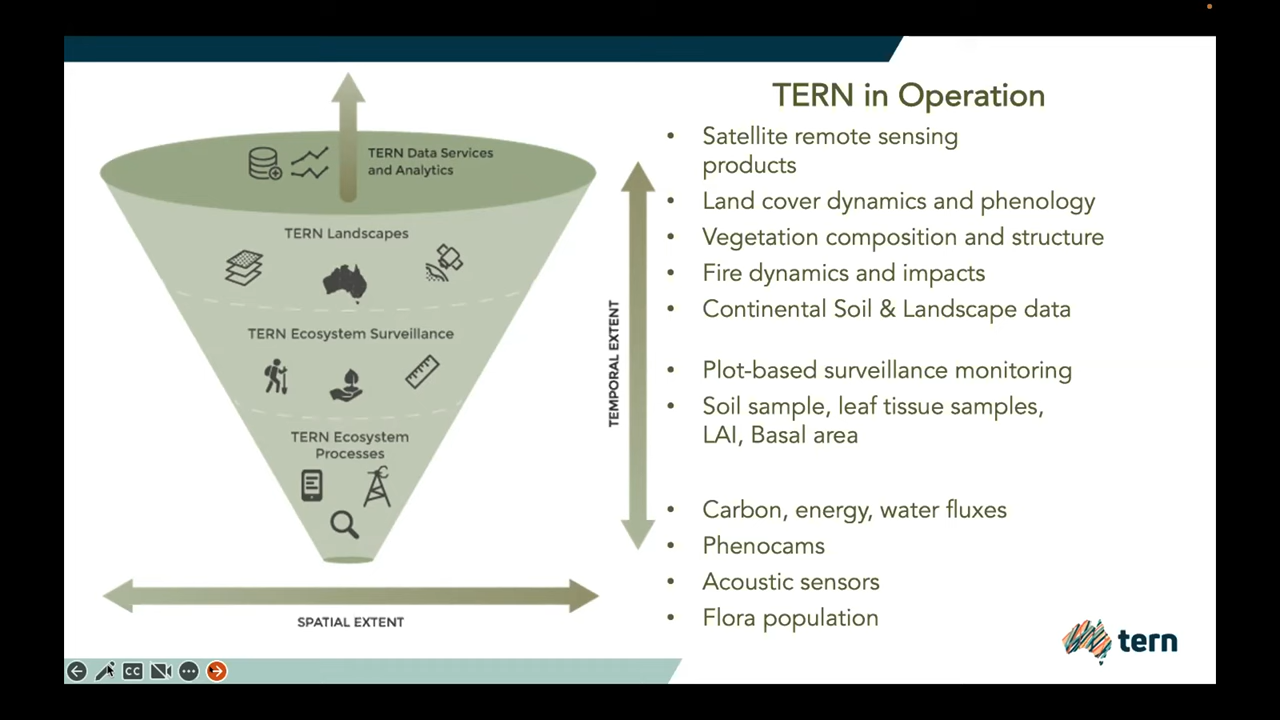 TERN in Operation
TERN Data Services
and Analytics
TERN Landscapes
TERN Ecosystem Surveillance
TERN Ecosystem
Processes
SPATIAL EXTENT
TEMPORAL EXTENT
• Satellite remote sensing
products
• Land cover dynamics and phenology
• Vegetation composition and structure
• Fire dynamics and impacts
• Continental Soil & Landscape data
• Plot-based surveillance monitoring
• Soil sample, leaf tissue samples,
LAI, Basal area
• Carbon, energy, water fluxes
• Phenocams
• Acoustic sensors
• Flora population
tern
CC